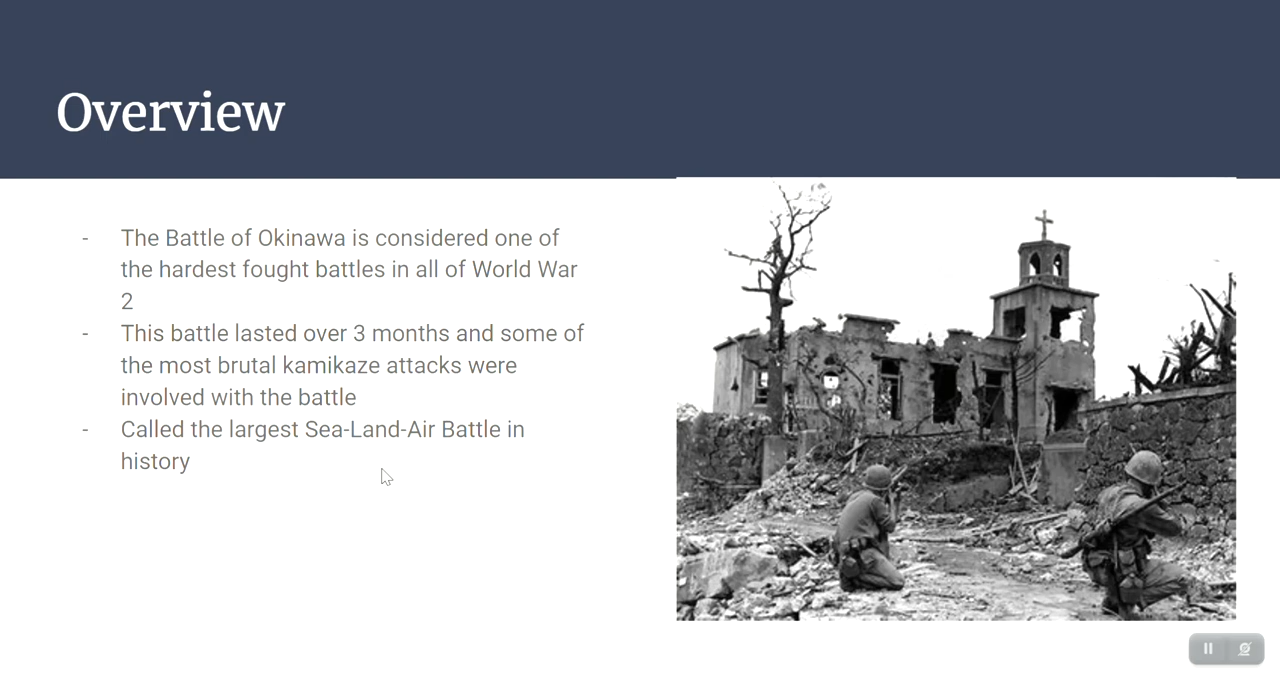 Overview
- The Battle of Okinawa is considered one of
the hardest fought battles in all of World War
2
- This battle lasted over 3 months and some of
the most brutal kamikaze attacks were
involved with the battle
- Called the largest Sea-Land-Air Battle in
history